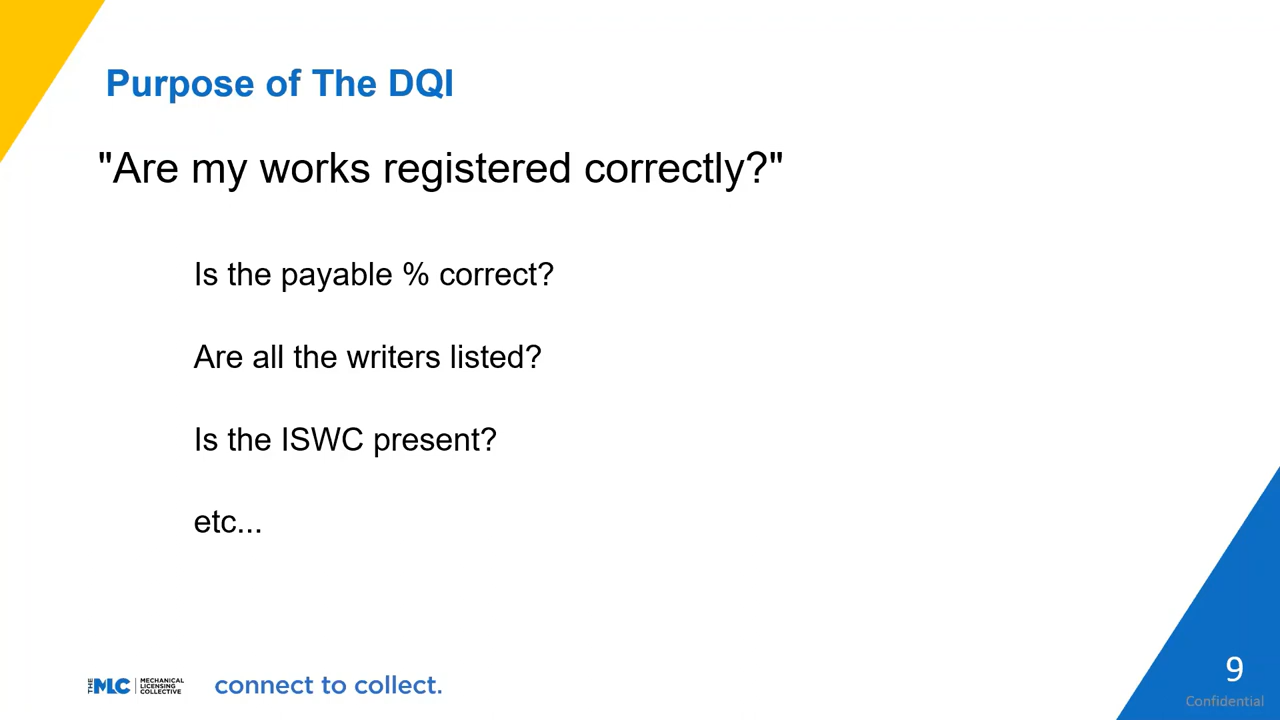 Purpose of The DQI
"Are my works registered correctly?"
Is the payable % correct?
Are all the writers listed?
Is the ISWC present?
etc...
THE MLC | MECHANICAL LICENSING COLLECTIVE
connect to collect.
9
Confidential